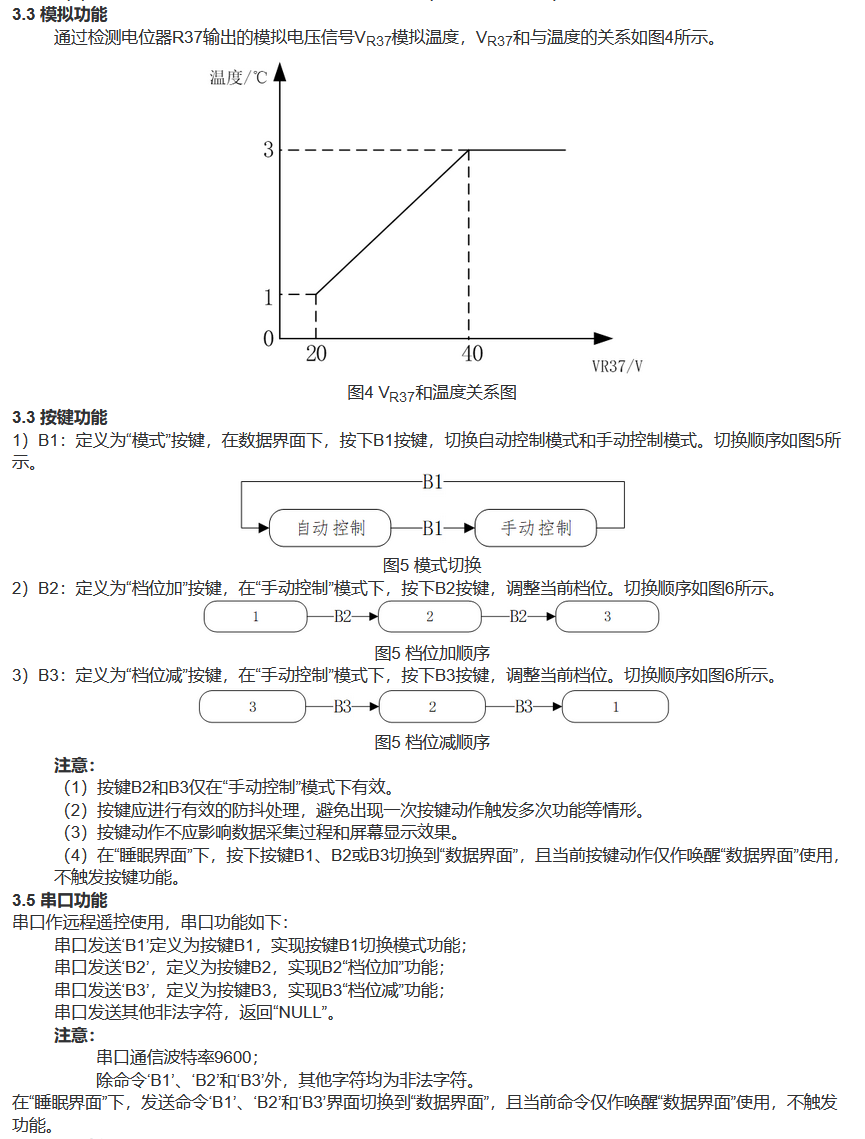 3.3 模拟功能
通过检测电位器R37输出的模拟电压信号VR37模拟温度，VR37和与温度的关系如图4所示。
温度/℃
3
1
0
20
40
VR37/V
图4 VR37和温度关系图
3.3 按键功能
1）B1：定义为“模式”按键，在数据界面下，按下B1按键，切换自动控制模式和手动控制模式。切换顺序如图5所
示。
B1
自动控制
B1
手动控制
图5 模式切换
2）B2：定义为“档位加”按键，在“手动控制”模式下，按下B2按键，调整当前档位。切换顺序如图6所示。
1
B2
2
B2
3
图5 档位加顺序
3）B3：定义为“档位减”按键，在“手动控制”模式下，按下B3按键，调整当前档位。切换顺序如图6所示。
3
B3
2
B3
1
图5 档位减顺序
注意：
（1）按键B2和B3仅在“手动控制”模式下有效。
（2）按键应进行有效的防抖处理，避免出现一次按键动作触发多次功能等情形。
（3）按键动作不应影响数据采集过程和屏幕显示效果。
（4）在“睡眠界面”下，按下按键B1、B2或B3切换到“数据界面”，且当前按键动作仅作唤醒“数据界面”使用，
不触发按键功能。
3.5 串口功能
串口作远程遥控使用，串口功能如下：
串口发送‘B1’定义为按键B1，实现按键B1切换模式功能；
串口发送‘B2’，定义为按键B2，实现B2“档位加”功能；
串口发送‘B3’，定义为按键B3，实现B3“档位减”功能；
串口发送其他非法字符，返回“NULL”。
注意：
串口通信波特率9600；
除命令‘B1’、‘B2’和‘B3’外，其他字符均为非法字符。
在“睡眠界面”下，发送命令‘B1’、‘B2’和‘B3’界面切换到“数据界面”，且当前命令仅作唤醒“数据界面”使用，不触发
功能。